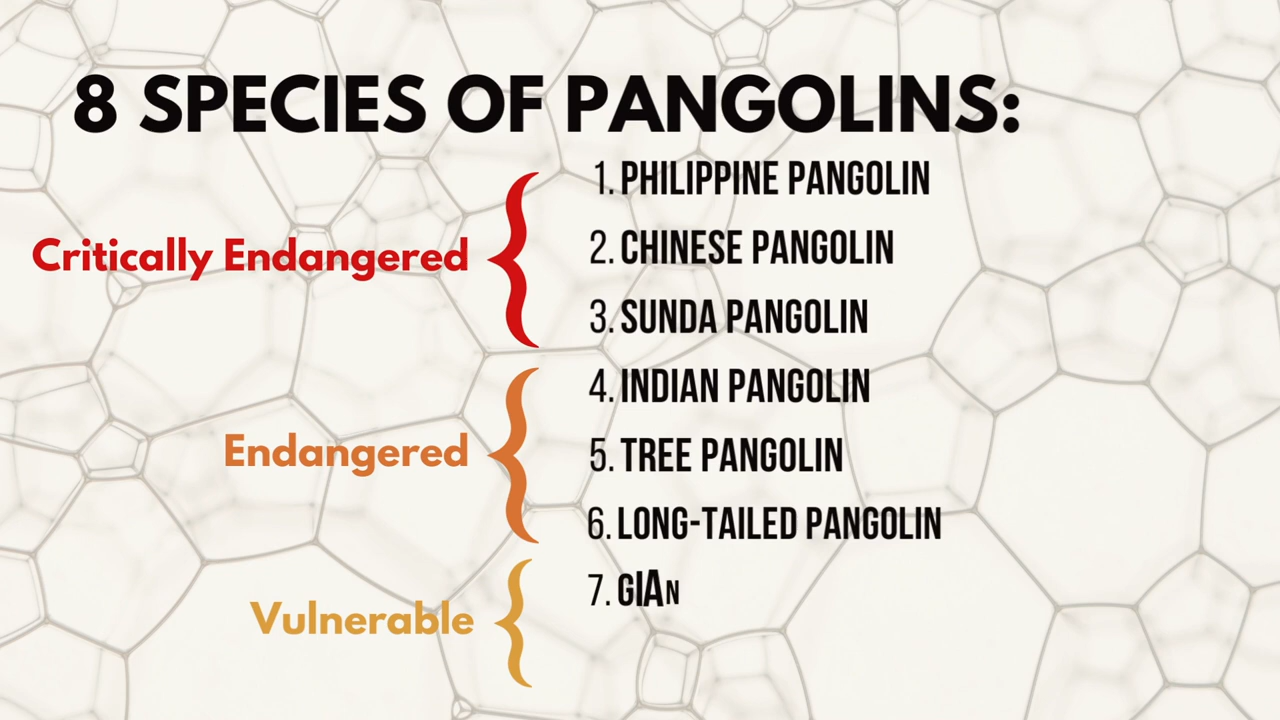 8 SPECIES OF PANGOLINS:
Critically Endangered
1. PHILIPPINE PANGOLIN
2. CHINESE PANGOLIN
3. SUNDA PANGOLIN
Endangered
4. INDIAN PANGOLIN
5. TREE PANGOLIN
6. LONG-TAILED PANGOLIN
Vulnerable
7. GIAN